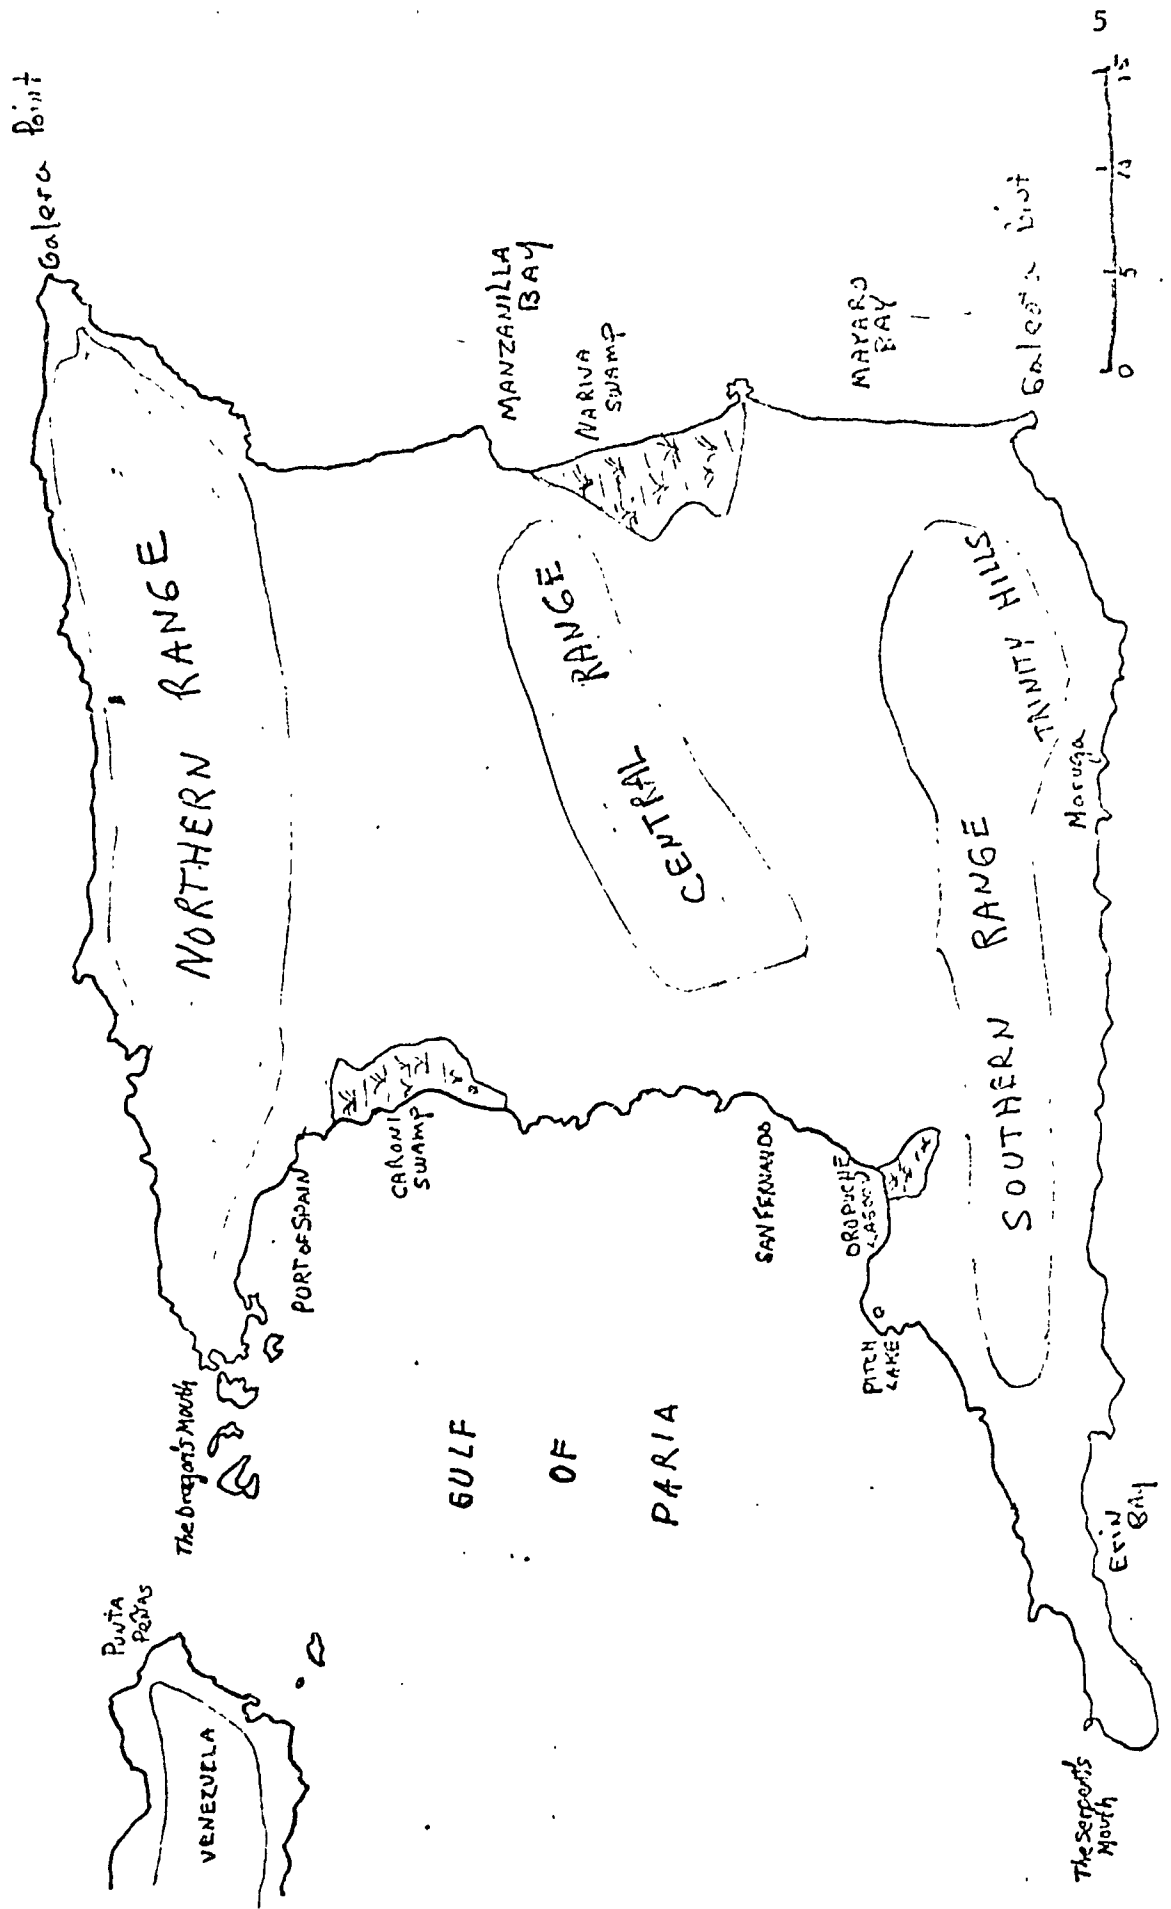 5
Galera Point
NORTHERN RANGE
MANZANILLA
BAY
NARIVA
SWAMP
MAYARO
BAY
CENTRAL RANGE
TRINITY HILLS
SOUTHERN RANGE
Moruga
0 5 10 15
PORT OF SPAIN
CARONI
SWAMP
SAN FERNANDO
OROPUCHE
LAGOON
PITCH
LAKE
The Dragon's Mouth
GULF
OF
PARIA
Erin
BAY
PUNTA
PEÑAS
VENEZUELA
The Serpent's
Mouth